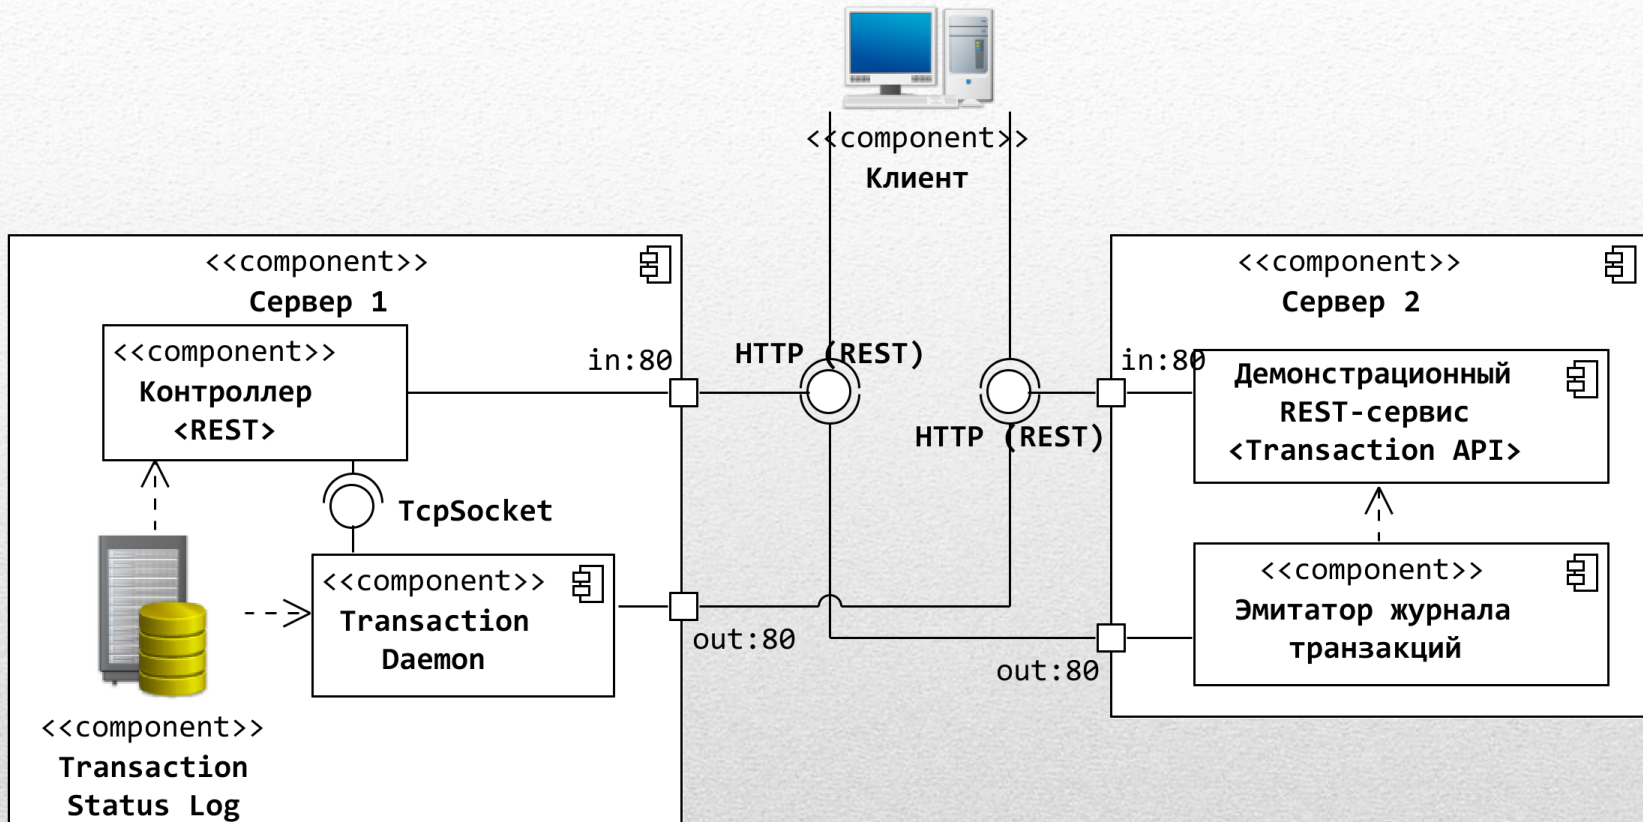 <<component>>
Клиент
<<component>>
Сервер 1
<<component>>
Контроллер
<REST>
in:80
HTTP (REST)
TcpSocket
<<component>>
Transaction
Daemon
out:80
<<component>>
Transaction
Status Log
HTTP (REST)
<<component>>
Сервер 2
in:80
Демонстрационный
REST-сервис
<Transaction API>
<<component>>
Эмитатор журнала
транзакций
out:80